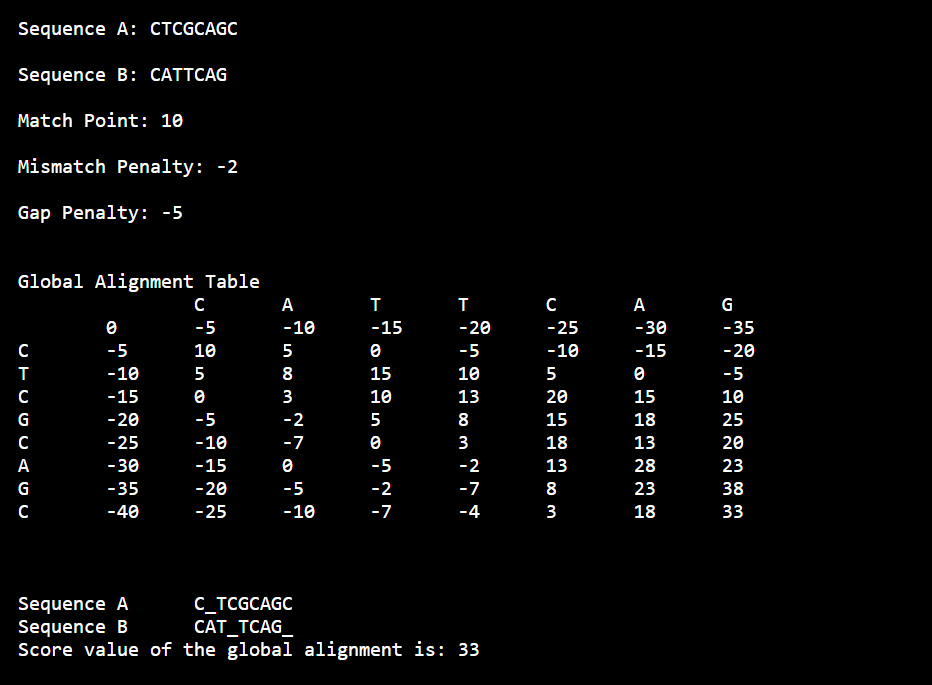 Sequence A: CTCGCAGC
Sequence B: CATTCAG
Match Point: 10
Mismatch Penalty: -2
Gap Penalty: -5
Global Alignment Table
C A T T C A G
0 -5 -10 -15 -20 -25 -30 -35
C -5 10 5 0 -5 -10 -15 -20
T -10 5 8 15 10 5 0 -5
C -15 0 3 10 13 20 15 10
G -20 -5 -2 5 8 15 18 25
C -25 -10 -7 0 3 18 13 20
A -30 -15 0 -5 -2 13 28 23
G -35 -20 -5 -2 -7 8 23 38
C -40 -25 -10 -7 -4 3 18 33
Sequence A C_TCGCAGC
Sequence B CAT_TCAG_
Score value of the global alignment is: 33